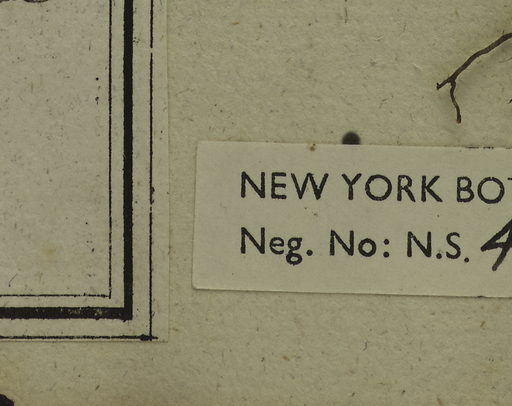 NEW YORK BOT
Neg. No: N.S. 4